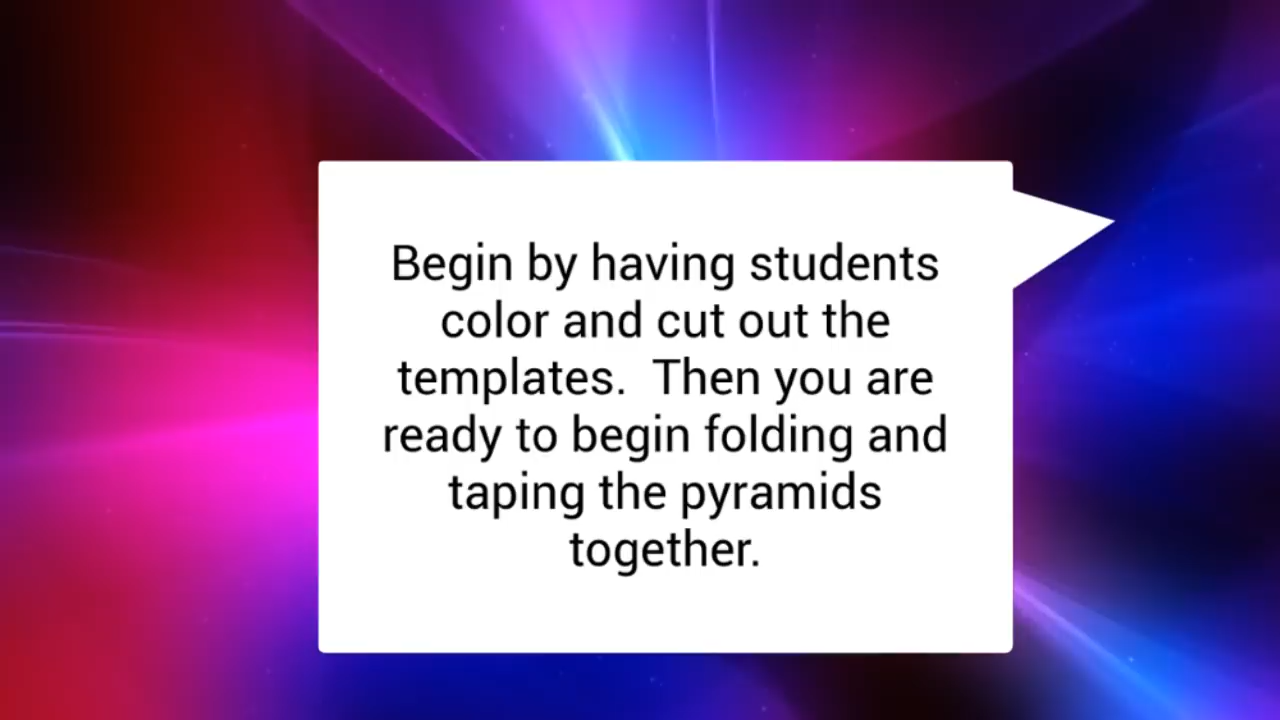 Begin by having students
color and cut out the
templates.  Then you are
ready to begin folding and
taping the pyramids
together.